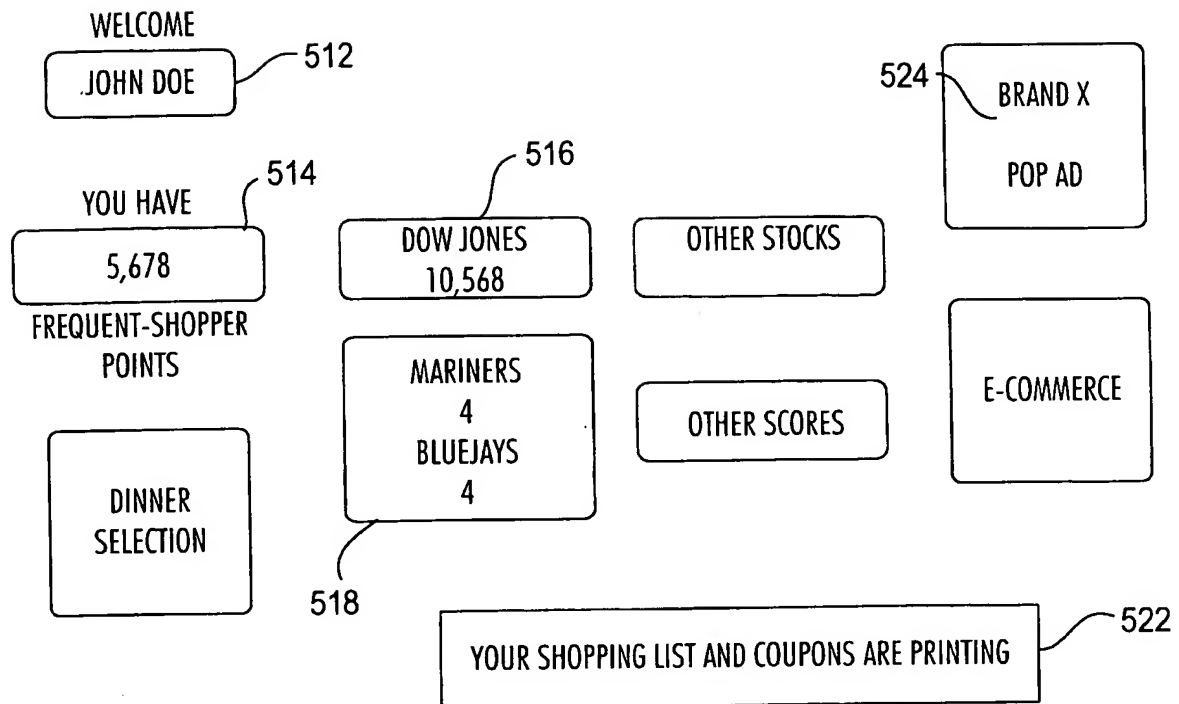 WELCOME
JOHN DOE
512
YOU HAVE
514
5,678
FREQUENT-SHOPPER
POINTS
DINNER
SELECTION
516
DOW JONES
10,568
MARINERS
4
BLUEJAYS
4
518
OTHER STOCKS
OTHER SCORES
524
BRAND X
POP AD
E-COMMERCE
YOUR SHOPPING LIST AND COUPONS ARE PRINTING
522